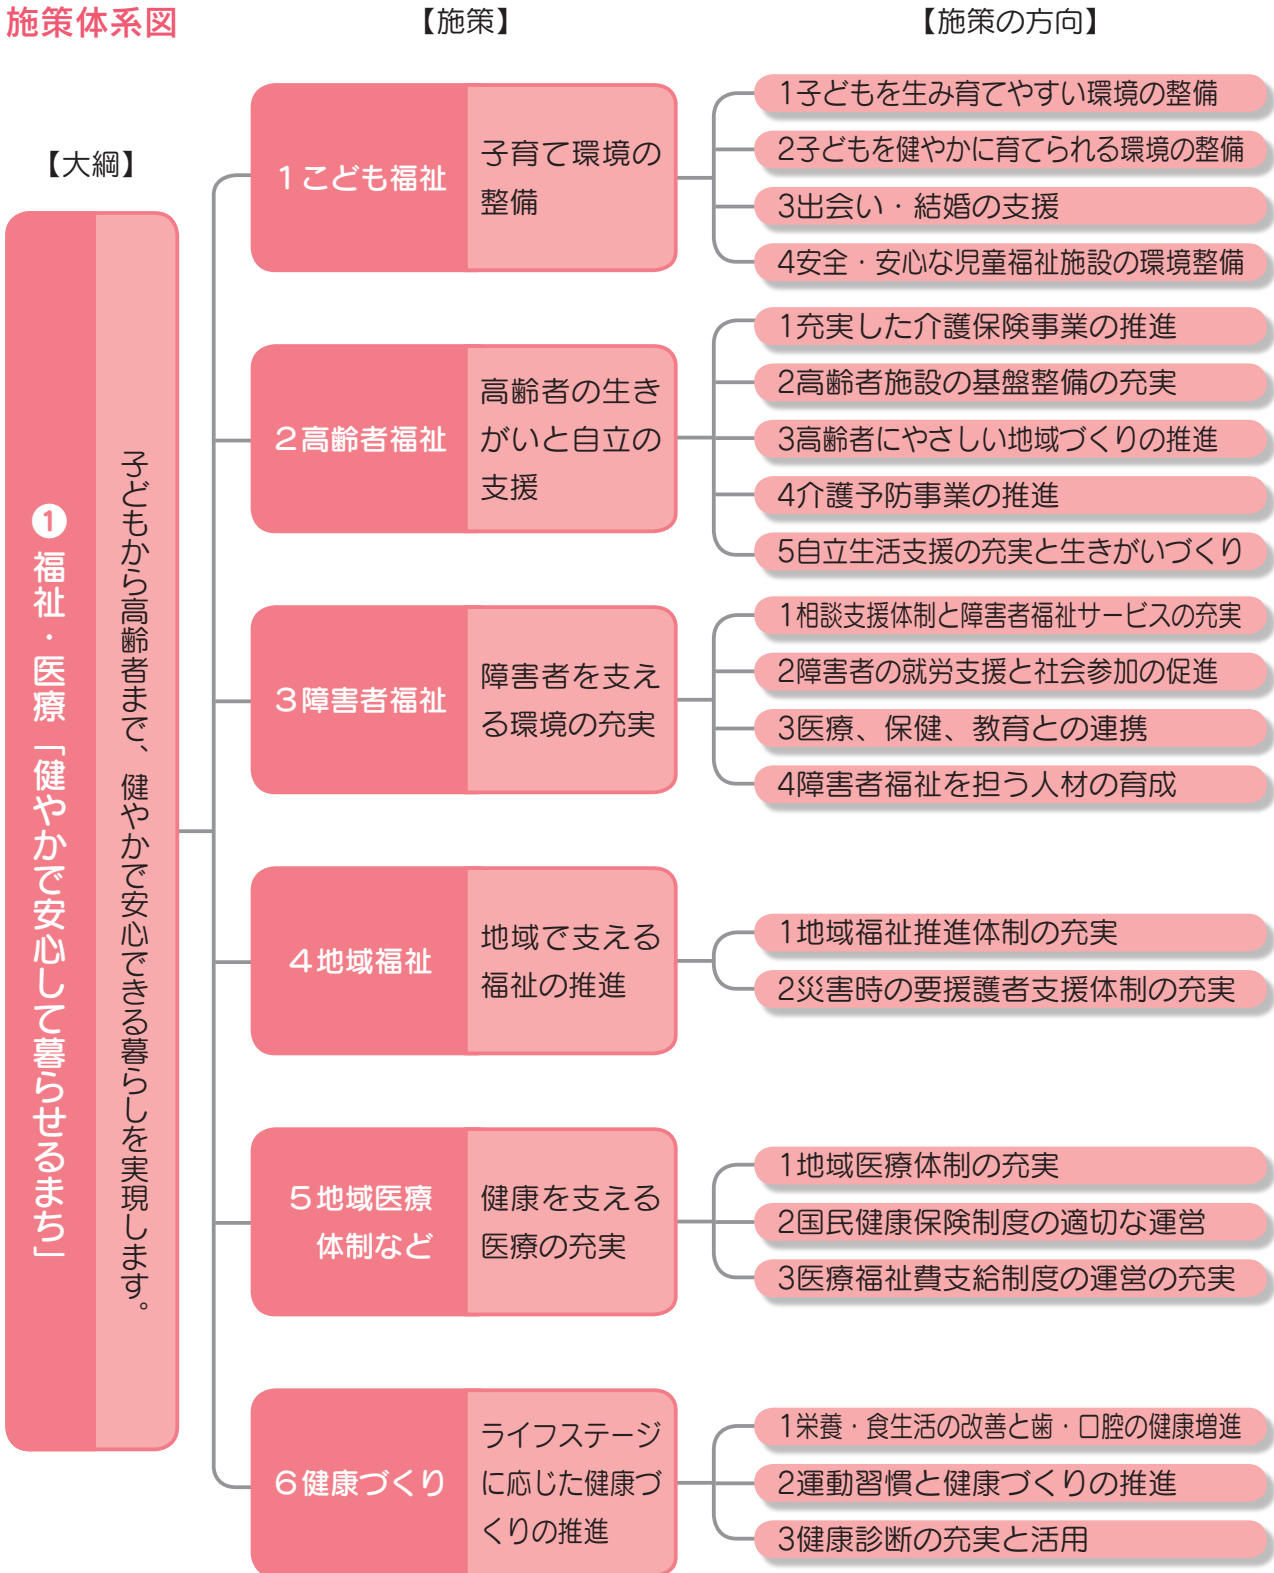 施策体系図
【施策】
【施策の方向】
【大綱】
❶ 福祉・医療「健やかで安心して暮らせるまち」
子どもから高齢者まで、健やかで安心できる暮らしを実現します。
1こども福祉
子育て環境の
整備
1子どもを生み育てやすい環境の整備
2子どもを健やかに育てられる環境の整備
3出会い・結婚の支援
4安全・安心な児童福祉施設の環境整備
2高齢者福祉
高齢者の生き
がいと自立の
支援
1充実した介護保険事業の推進
2高齢者施設の基盤整備の充実
3高齢者にやさしい地域づくりの推進
4介護予防事業の推進
5自立生活支援の充実と生きがいづくり
3障害者福祉
障害者を支え
る環境の充実
1相談支援体制と障害者福祉サービスの充実
2障害者の就労支援と社会参加の促進
3医療、保健、教育との連携
4障害者福祉を担う人材の育成
4地域福祉
地域で支える
福祉の推進
1地域福祉推進体制の充実
2災害時の要援護者支援体制の充実
5地域医療
体制など
健康を支える
医療の充実
1地域医療体制の充実
2国民健康保険制度の適切な運営
3医療福祉費支給制度の運営の充実
6健康づくり
ライフステージ
に応じた健康づ
くりの推進
1栄養・食生活の改善と歯・口腔の健康増進
2運動習慣と健康づくりの推進
3健康診断の充実と活用